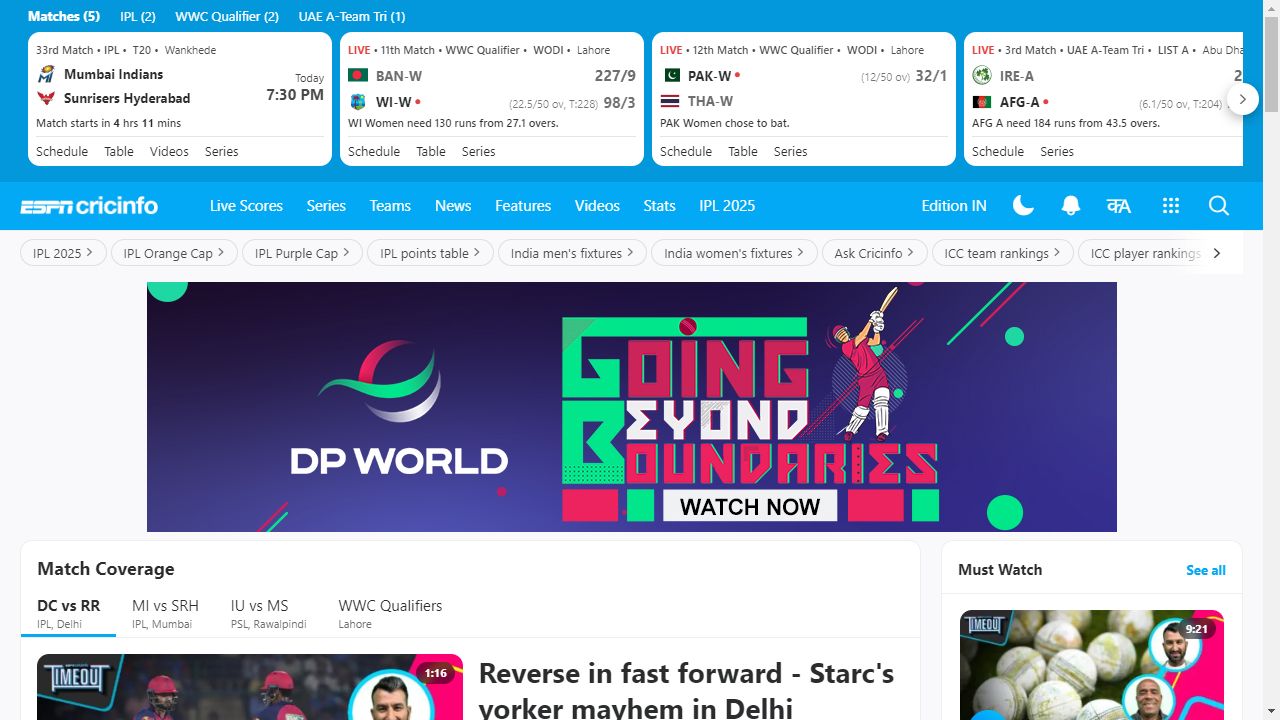 Matches (5) IPL (2) WWC Qualifier (2) UAE A-Team Tri (1)
33rd Match • IPL • T20 • Wankhede
Mumbai Indians
Sunrisers Hyderabad
Today
7:30 PM
Match starts in 4 hrs 11 mins
Schedule Table Videos Series
LIVE • 11th Match • WWC Qualifier • WODI • Lahore
BAN-W 227/9
WI-W • (22.5/50 ov, T:228) 98/3
WI Women need 130 runs from 27.1 overs.
Schedule Table Series
LIVE • 12th Match • WWC Qualifier • WODI • Lahore
PAK-W • (12/50 ov) 32/1
THA-W
PAK Women chose to bat.
Schedule Table Series
LIVE • 3rd Match • UAE A-Team Tri • LIST A • Abu Dha
IRE-A 2
AFG-A • (6.1/50 ov, T:204)
AFG A need 184 runs from 43.5 overs.
Schedule Series
ESPN cricinfo Live Scores Series Teams News Features Videos Stats IPL 2025 Edition IN कA
IPL 2025 IPL Orange Cap IPL Purple Cap IPL points table India men's fixtures India women's fixtures Ask Cricinfo ICC team rankings ICC player rankings
DP WORLD
GOING
BEYOND
BOUNDARIES
WATCH NOW
Match Coverage
DC vs RR MI vs SRH IU vs MS WWC Qualifiers
IPL, Delhi IPL, Mumbai PSL, Rawalpindi Lahore
TIMEOUT
1:16
Reverse in fast forward - Starc's
yorker mayhem in Delhi
Must Watch See all
TIMEOUT
9:21